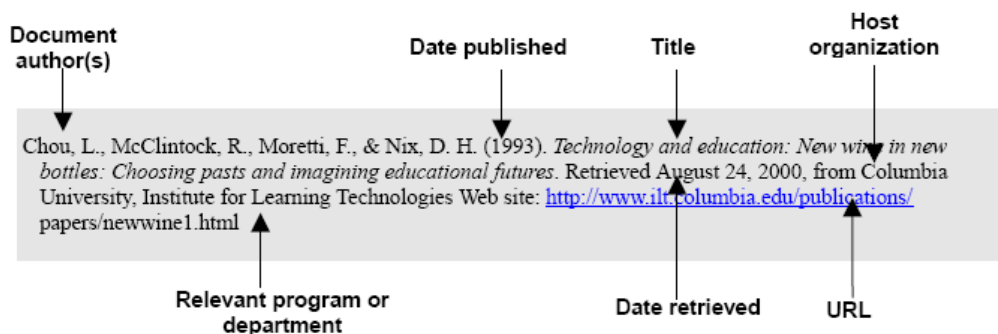 Document
author(s)
Date published
Title
Host
organization
Chou, L., McClintock, R., Moretti, F., & Nix, D. H. (1993). Technology and education: New wine in new
bottles: Choosing pasts and imagining educational futures. Retrieved August 24, 2000, from Columbia
University, Institute for Learning Technologies Web site: http://www.ilt.columbia.edu/publications/
papers/newwine1.html
Relevant program or
department
Date retrieved
URL